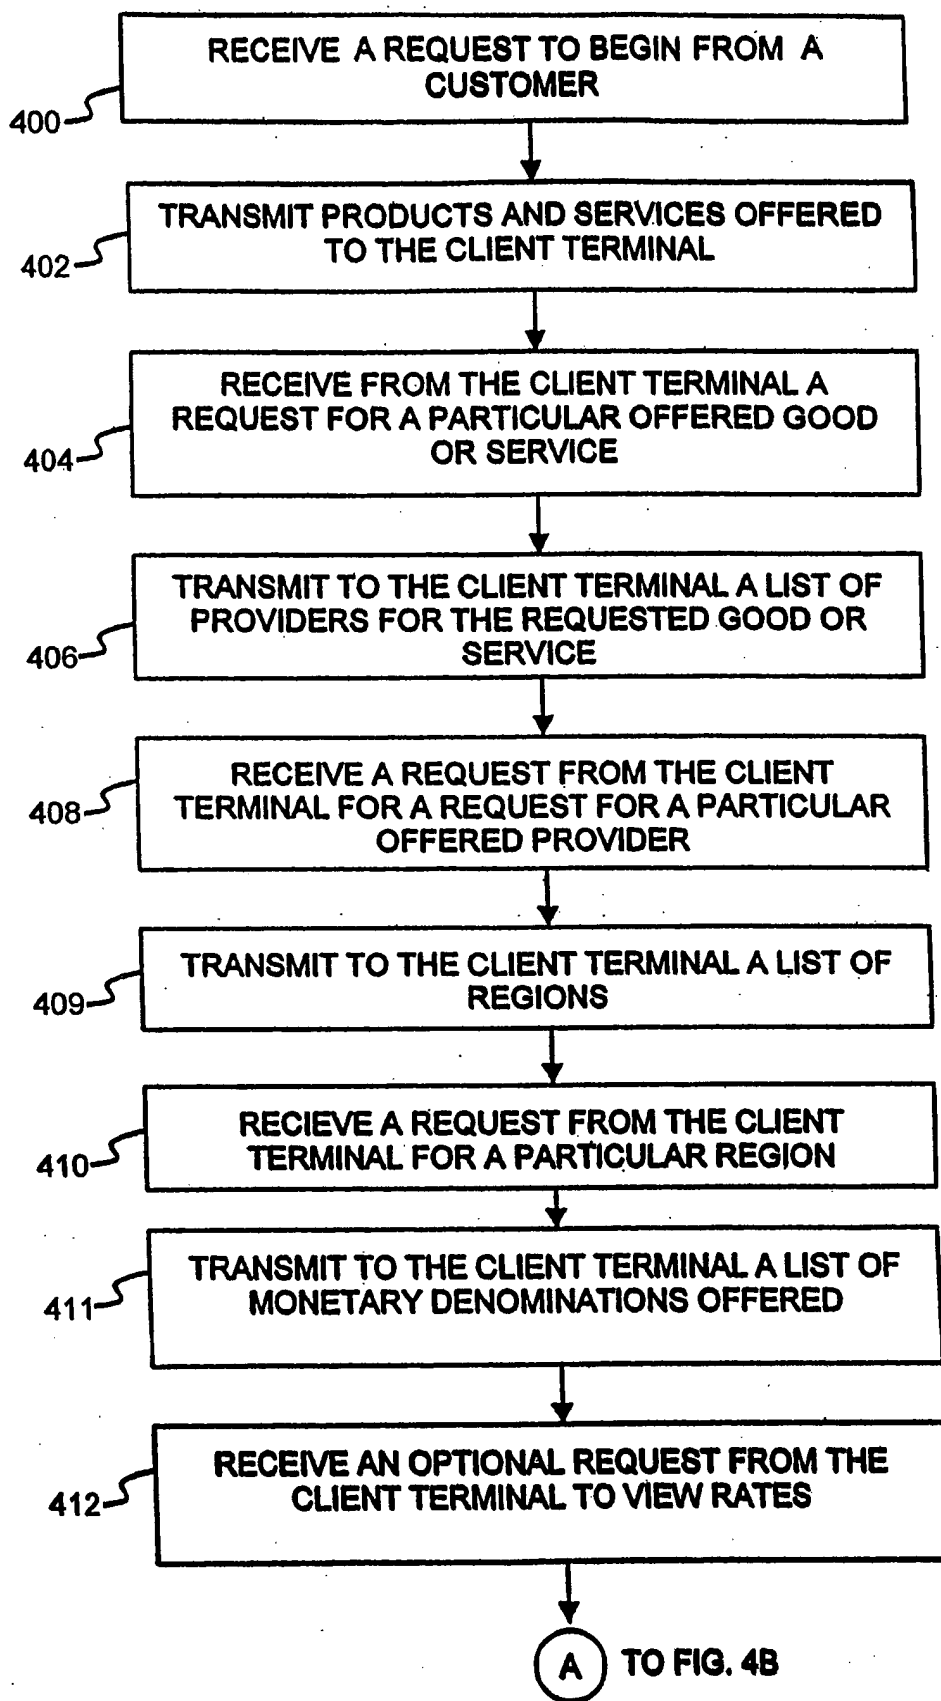 RECEIVE A REQUEST TO BEGIN FROM A
CUSTOMER
400
TRANSMIT PRODUCTS AND SERVICES OFFERED
TO THE CLIENT TERMINAL
402
RECEIVE FROM THE CLIENT TERMINAL A
REQUEST FOR A PARTICULAR OFFERED GOOD
OR SERVICE
404
TRANSMIT TO THE CLIENT TERMINAL A LIST OF
PROVIDERS FOR THE REQUESTED GOOD OR
SERVICE
406
RECEIVE A REQUEST FROM THE CLIENT
TERMINAL FOR A REQUEST FOR A PARTICULAR
OFFERED PROVIDER
408
TRANSMIT TO THE CLIENT TERMINAL A LIST OF
REGIONS
409
RECIEVE A REQUEST FROM THE CLIENT
TERMINAL FOR A PARTICULAR REGION
410
TRANSMIT TO THE CLIENT TERMINAL A LIST OF
MONETARY DENOMINATIONS OFFERED
411
RECEIVE AN OPTIONAL REQUEST FROM THE
CLIENT TERMINAL TO VIEW RATES
412
A TO FIG. 4B